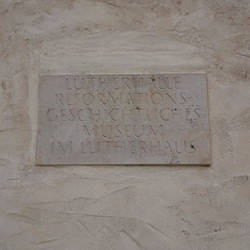 LUTHERHALLE
REFORMATIONS-
GESCHICHTLICHES
MUSEUM
IM LUTHERHAUS